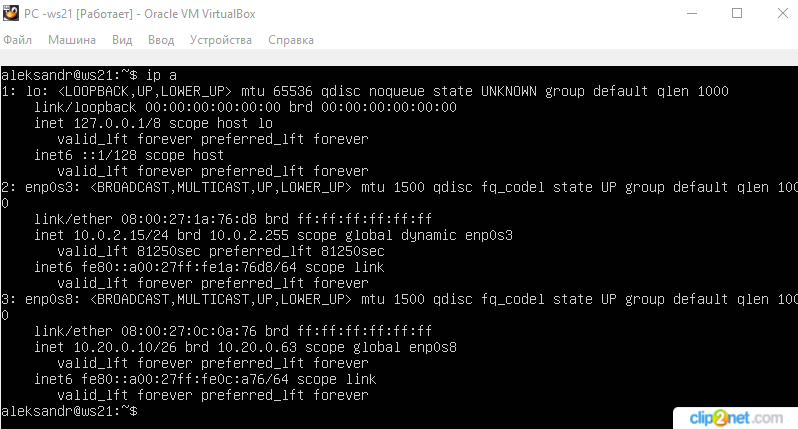 PC -ws21 [Работает] - Oracle VM VirtualBox
Файл Машина Вид Ввод Устройства Справка
aleksandr@ws21:~$ ip a
1: lo: <LOOPBACK,UP,LOWER_UP> mtu 65536 qdisc noqueue state UNKNOWN group default qlen 1000
    link/loopback 00:00:00:00:00:00 brd 00:00:00:00:00:00
    inet 127.0.0.1/8 scope host lo
       valid_lft forever preferred_lft forever
    inet6 ::1/128 scope host
       valid_lft forever preferred_lft forever
2: enp0s3: <BROADCAST,MULTICAST,UP,LOWER_UP> mtu 1500 qdisc fq_codel state UP group default qlen 100
0
    link/ether 08:00:27:1a:76:d8 brd ff:ff:ff:ff:ff:ff
    inet 10.0.2.15/24 brd 10.0.2.255 scope global dynamic enp0s3
       valid_lft 81250sec preferred_lft 81250sec
    inet6 fe80::a00:27ff:fe1a:76d8/64 scope link
       valid_lft forever preferred_lft forever
3: enp0s8: <BROADCAST,MULTICAST,UP,LOWER_UP> mtu 1500 qdisc fq_codel state UP group default qlen 100
0
    link/ether 08:00:27:0c:0a:76 brd ff:ff:ff:ff:ff:ff
    inet 10.20.0.10/26 brd 10.20.0.63 scope global enp0s8
       valid_lft forever preferred_lft forever
    inet6 fe80::a00:27ff:fe0c:a76/64 scope link
       valid_lft forever preferred_lft forever
aleksandr@ws21:~$
clip2net.com